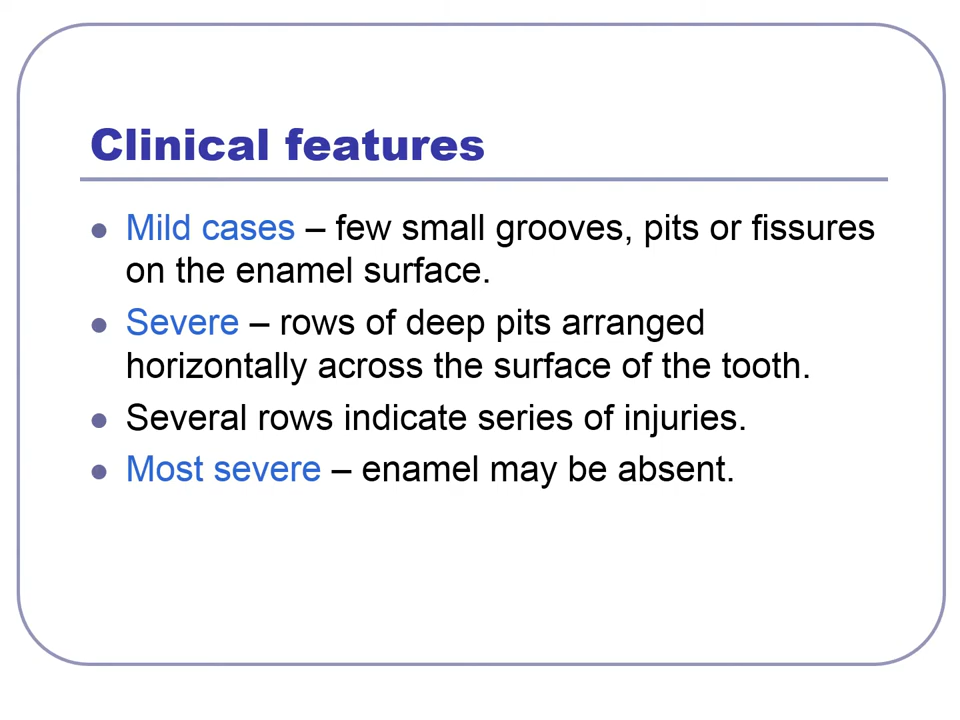 Clinical features
Mild cases – few small grooves, pits or fissures
on the enamel surface.
Severe – rows of deep pits arranged
horizontally across the surface of the tooth.
Several rows indicate series of injuries.
Most severe – enamel may be absent.